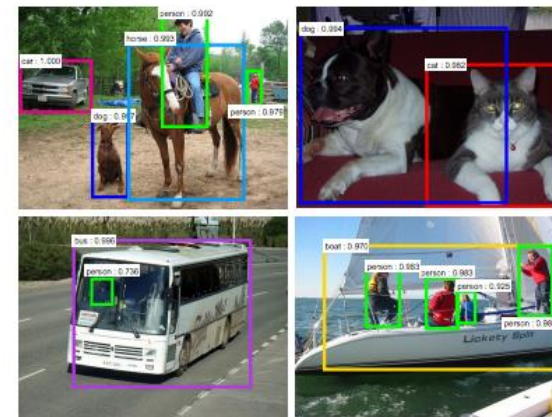 person : 0.992
horse : 0.993
car : 1.000
dog : 0.997
person : 0.979
dog : 0.994
cat : 0.982
bus : 0.996
person : 0.736
boat : 0.970
person : 0.983
person : 0.983
person : 0.925
person : 0.98
Lickety Split